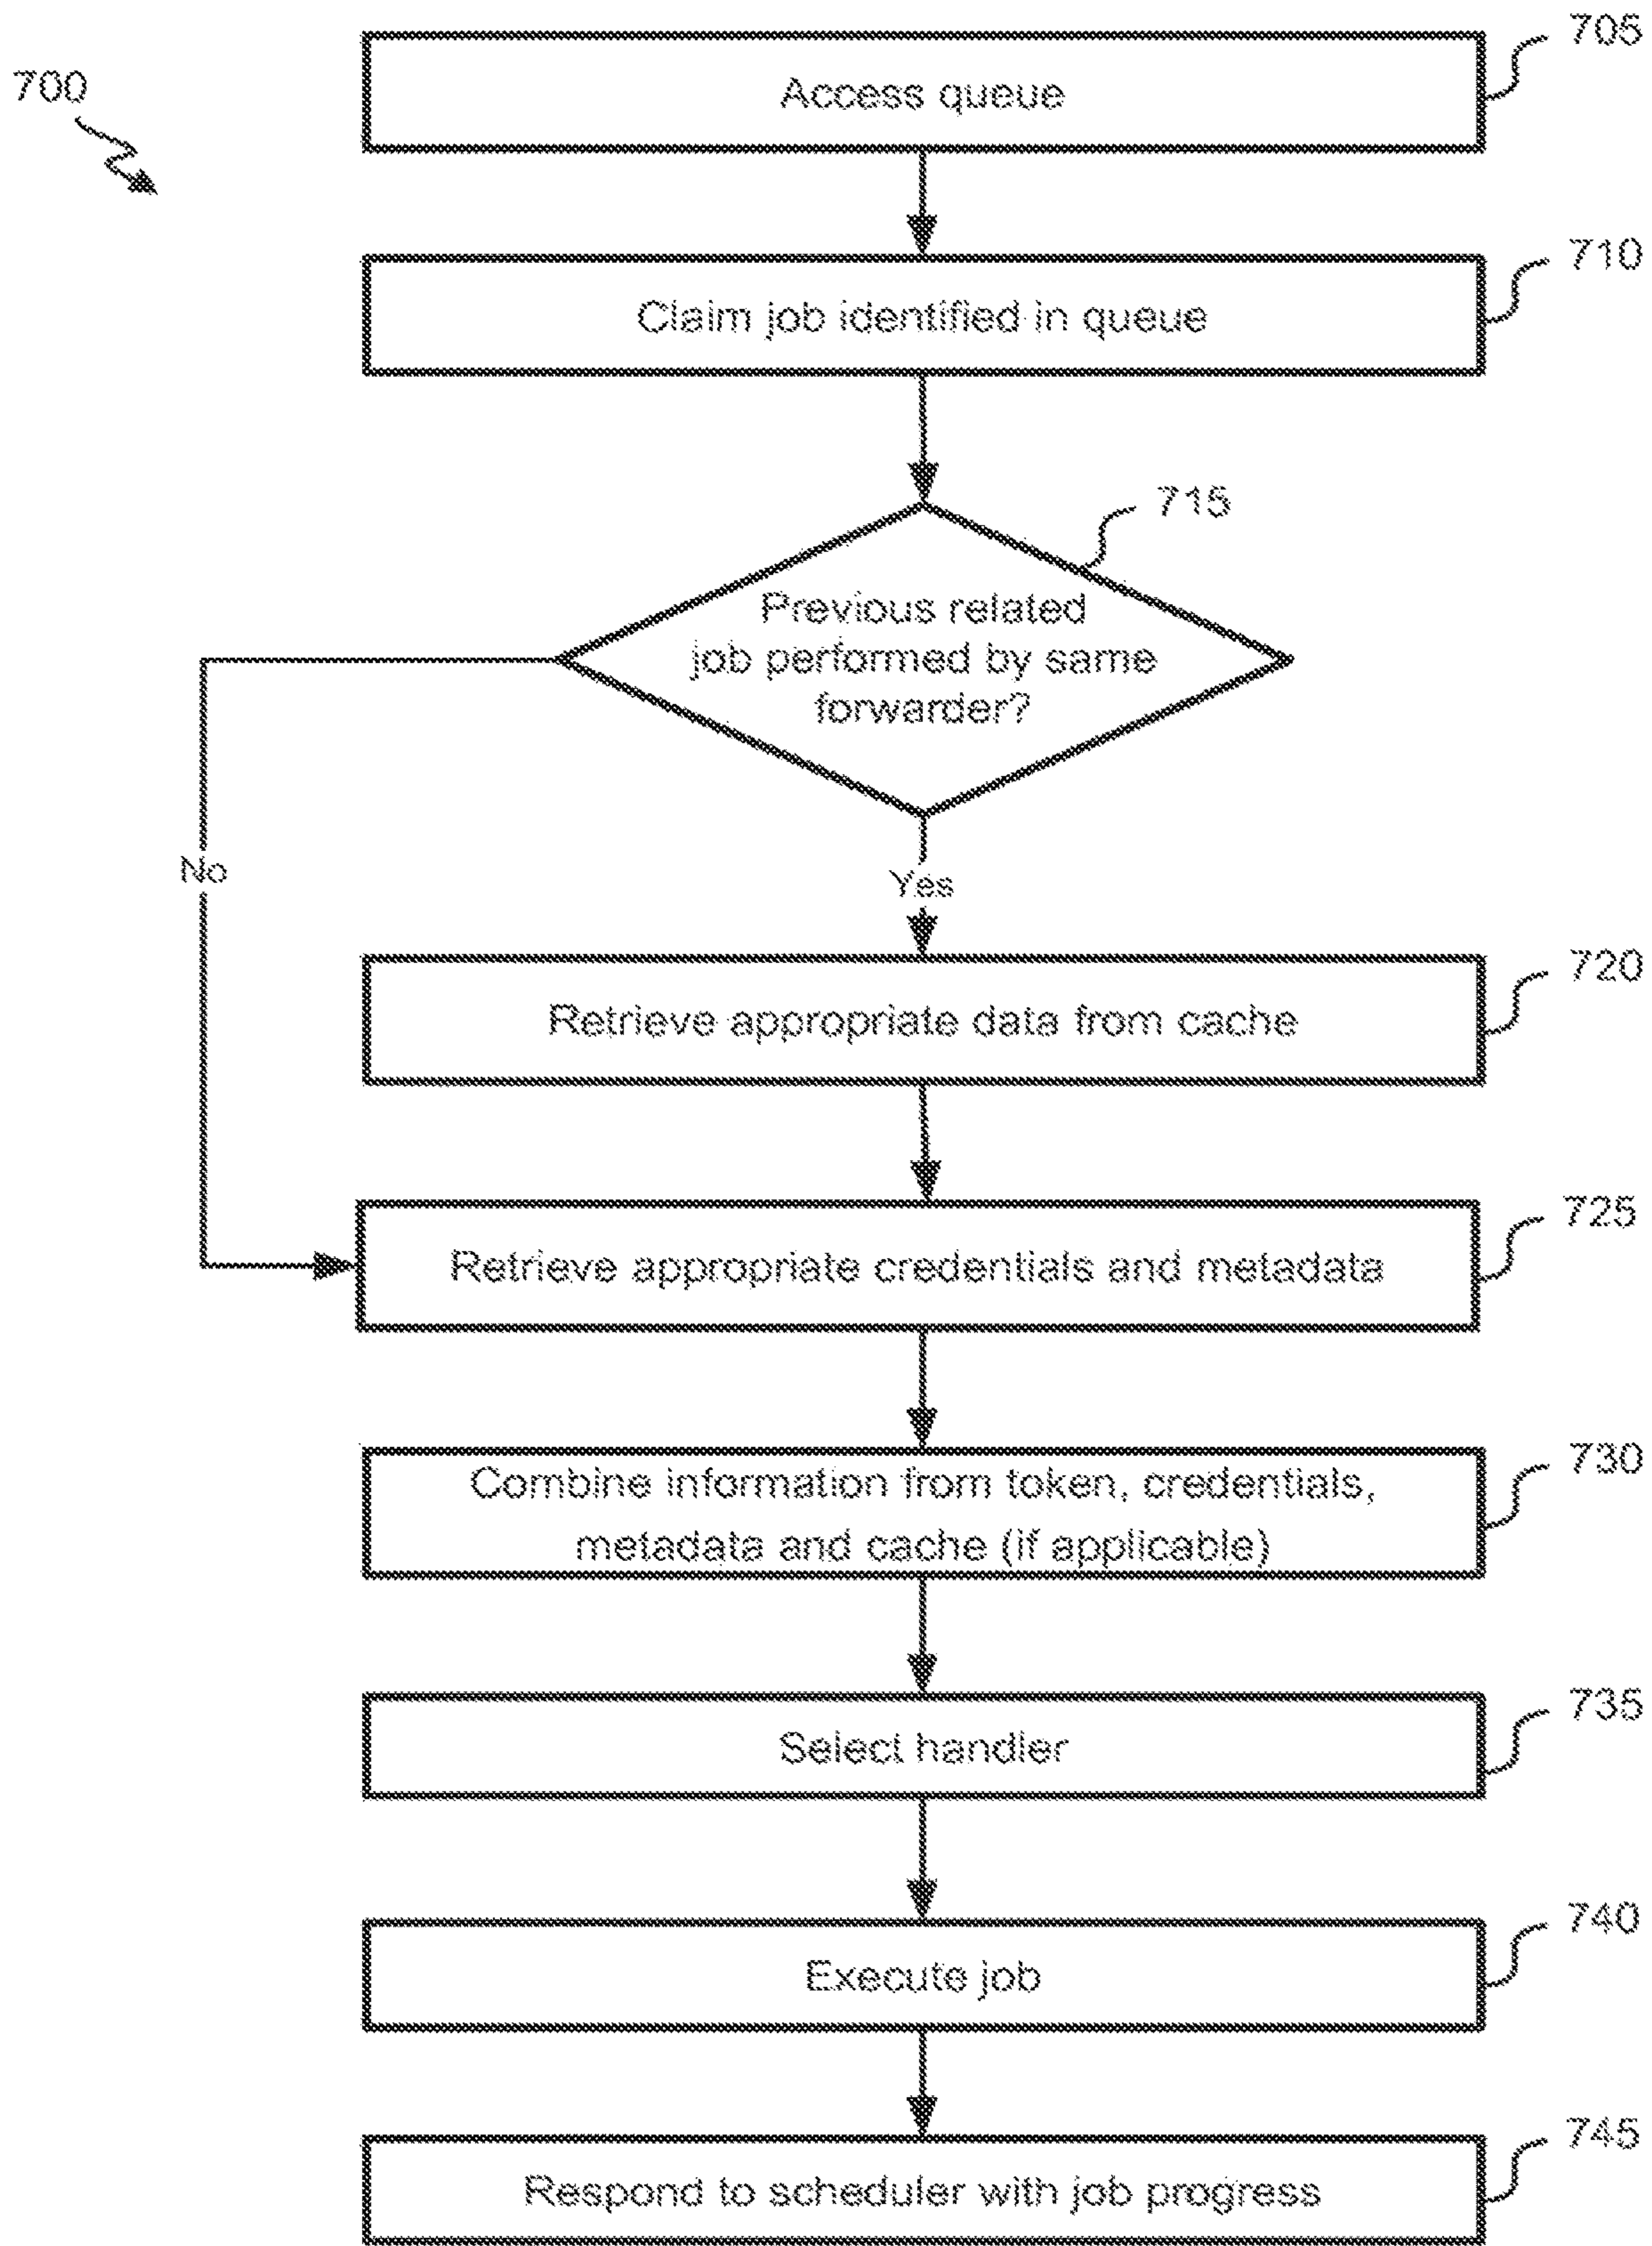 705
700
Access queue
710
Claim job identified in queue
715
Previous related
job performed by same
forwarder?
No
Yes
720
Retrieve appropriate data from cache
725
Retrieve appropriate credentials and metadata
730
Combine information from token, credentials,
metadata and cache (if applicable)
735
Select handler
740
Execute job
745
Respond to scheduler with job progress